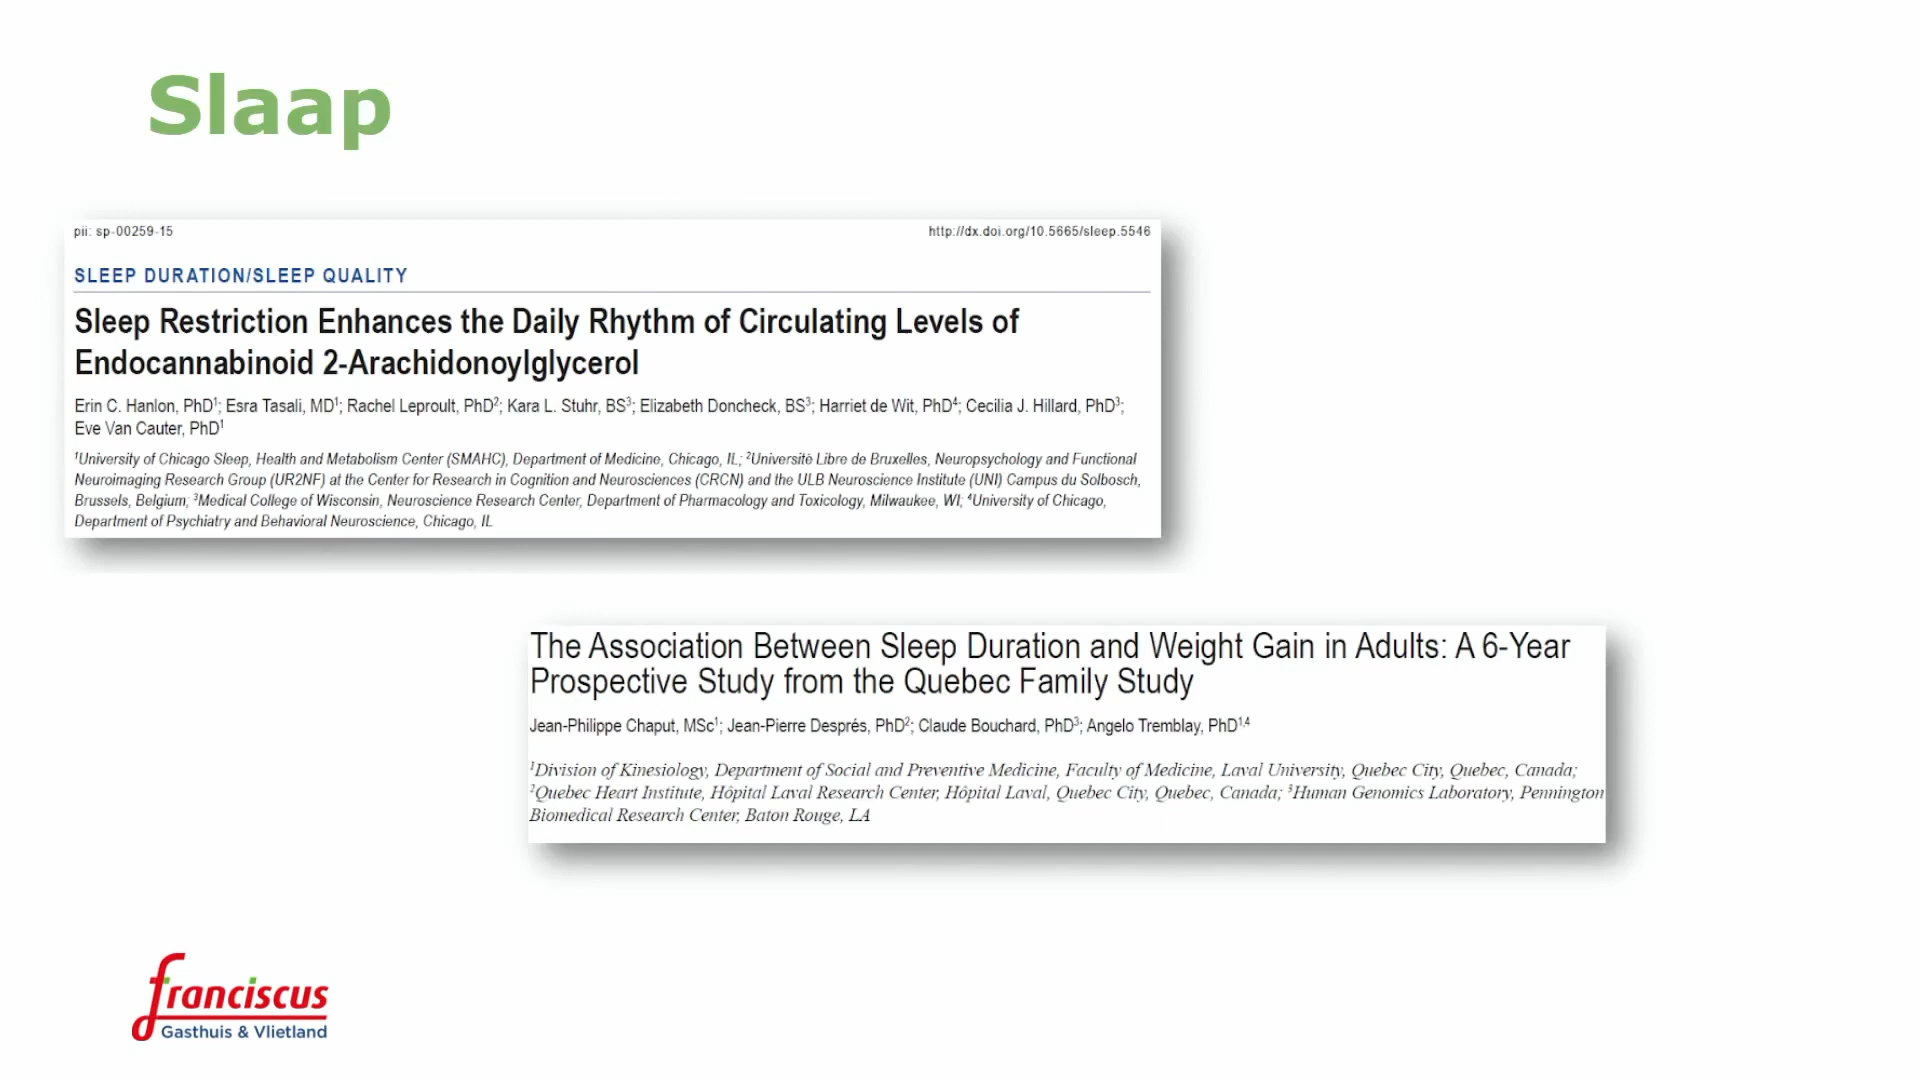 Slaap
pii: sp-00259-15
http://dx.doi.org/10.5665/sleep.5546
SLEEP DURATION/SLEEP QUALITY
Sleep Restriction Enhances the Daily Rhythm of Circulating Levels of
Endocannabinoid 2-Arachidonoylglycerol
Erin C. Hanlon, PhD¹; Esra Tasali, MD¹; Rachel Leproult, PhD²; Kara L. Stuhr, BS³; Elizabeth Doncheck, BS³; Harriet de Wit, PhD⁴; Cecilia J. Hillard, PhD³;
Eve Van Cauter, PhD¹
¹University of Chicago Sleep, Health and Metabolism Center (SMAHC), Department of Medicine, Chicago, IL; ²Université Libre de Bruxelles, Neuropsychology and Functional
Neuroimaging Research Group (UR2NF) at the Center for Research in Cognition and Neurosciences (CRCN) and the ULB Neuroscience Institute (UNI) Campus du Solbosch,
Brussels, Belgium; ³Medical College of Wisconsin, Neuroscience Research Center, Department of Pharmacology and Toxicology, Milwaukee, WI; ⁴University of Chicago,
Department of Psychiatry and Behavioral Neuroscience, Chicago, IL
The Association Between Sleep Duration and Weight Gain in Adults: A 6-Year
Prospective Study from the Quebec Family Study
Jean-Philippe Chaput, MSc¹; Jean-Pierre Després, PhD²; Claude Bouchard, PhD³; Angelo Tremblay, PhD¹,⁴
¹Division of Kinesiology, Department of Social and Preventive Medicine, Faculty of Medicine, Laval University, Quebec City, Quebec, Canada;
²Quebec Heart Institute, Hôpital Laval Research Center, Hôpital Laval, Quebec City, Quebec, Canada; ³Human Genomics Laboratory, Pennington
Biomedical Research Center, Baton Rouge, LA
franciscus
Gasthuis & Vlietland